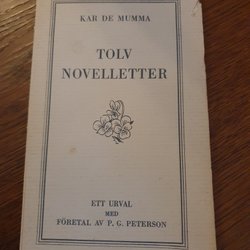 KAR DE MUMMA
TOLV
NOVELLETTER
ETT URVAL
MED
FÖRETAL AV P. G. PETERSON